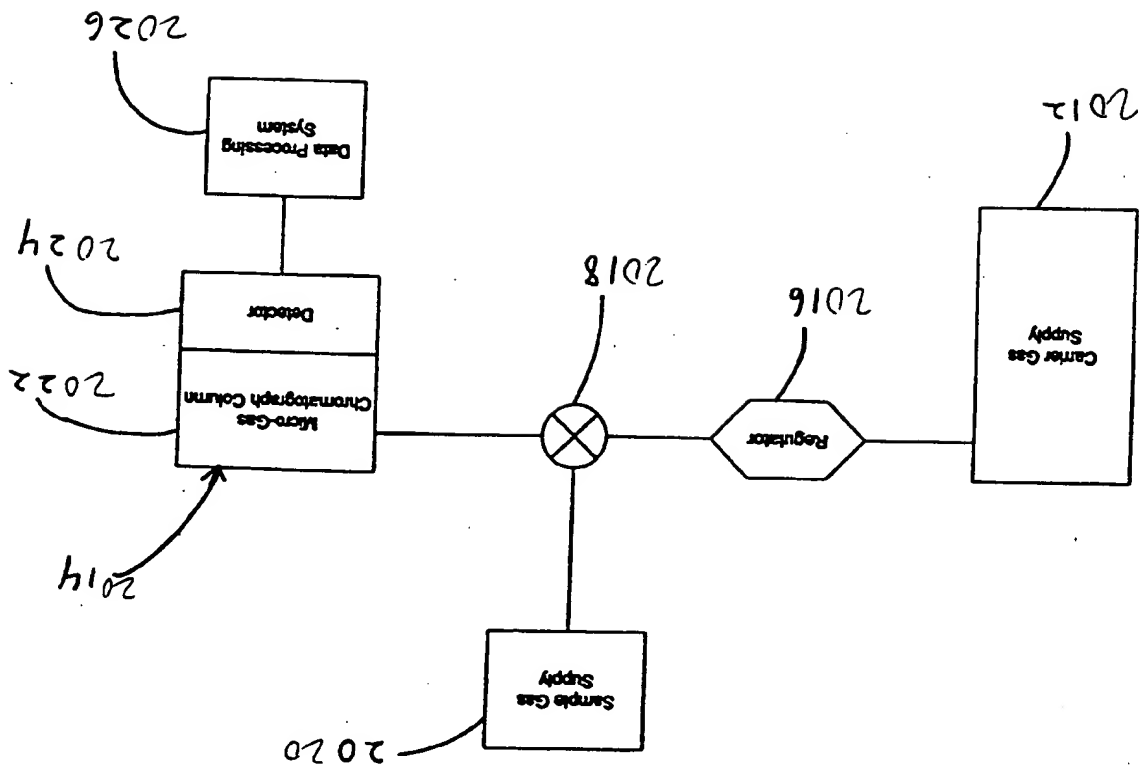 2020
Sample Gas
Supply
2014
Carrier Gas
Supply
2012
Regutator
2016
2018
Micro-Gas
Chromatograph Column
2022
Detector
2024
Data Processing
System
2026